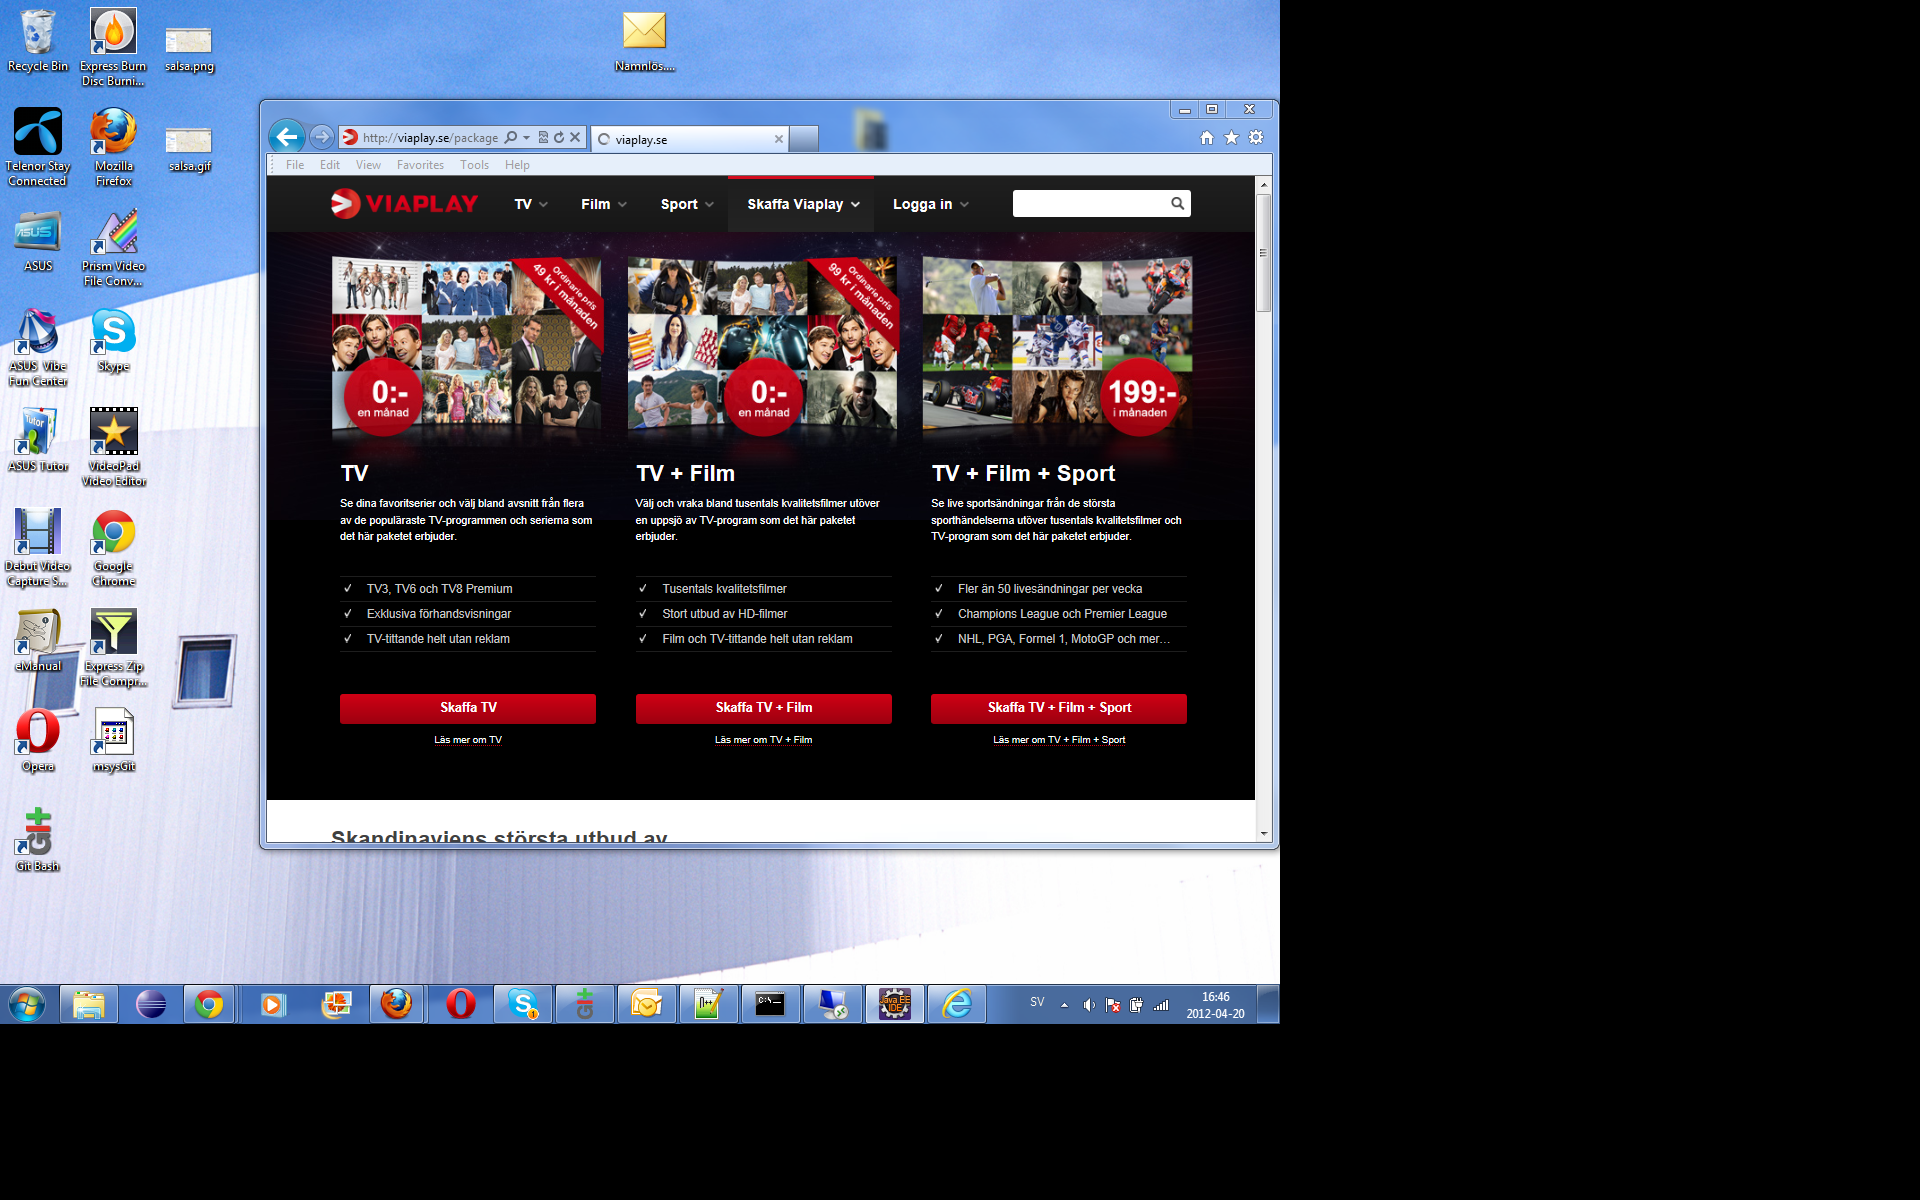 Recycle Bin
Express Burn
Disc Burni...
salsa.png
Namnlös....
Telenor Stay
Connected
Mozilla
Firefox
salsa.gif
ASUS
ASUS
Prism Video
File Conv...
ASUS Vibe
Fun Center
Skype
Tutor
ASUS Tutor
VideoPad
Video Editor
Debut Video
Capture S...
Google
Chrome
eManual
Express Zip
File Compr...
Opera
msysGit
Git Bash
http://viaplay.se/package
viaplay.se
File Edit View Favorites Tools Help
VIAPLAY
TV Film Sport Skaffa Viaplay Logga in
Ordinarie pris
49 kr i månaden
0:-
en månad
Ordinarie pris
99 kr i månaden
0:-
en månad
199:-
i månaden
TV
Se dina favoritserier och välj bland avsnitt från flera
av de populäraste TV-programmen och serierna som
det här paketet erbjuder.
TV3, TV6 och TV8 Premium
Exklusiva förhandsvisningar
TV-tittande helt utan reklam
Skaffa TV
Läs mer om TV
TV + Film
Välj och vraka bland tusentals kvalitetsfilmer utöver
en uppsjö av TV-program som det här paketet
erbjuder.
Tusentals kvalitetsfilmer
Stort utbud av HD-filmer
Film och TV-tittande helt utan reklam
Skaffa TV + Film
Läs mer om TV + Film
TV + Film + Sport
Se live sportsändningar från de största
sporthändelserna utöver tusentals kvalitetsfilmer och
TV-program som det här paketet erbjuder.
Fler än 50 livesändningar per vecka
Champions League och Premier League
NHL, PGA, Formel 1, MotoGP och mer...
Skaffa TV + Film + Sport
Läs mer om TV + Film + Sport
Skandinaviens största utbud av
Java EE
IDE
SV
16:46
2012-04-20